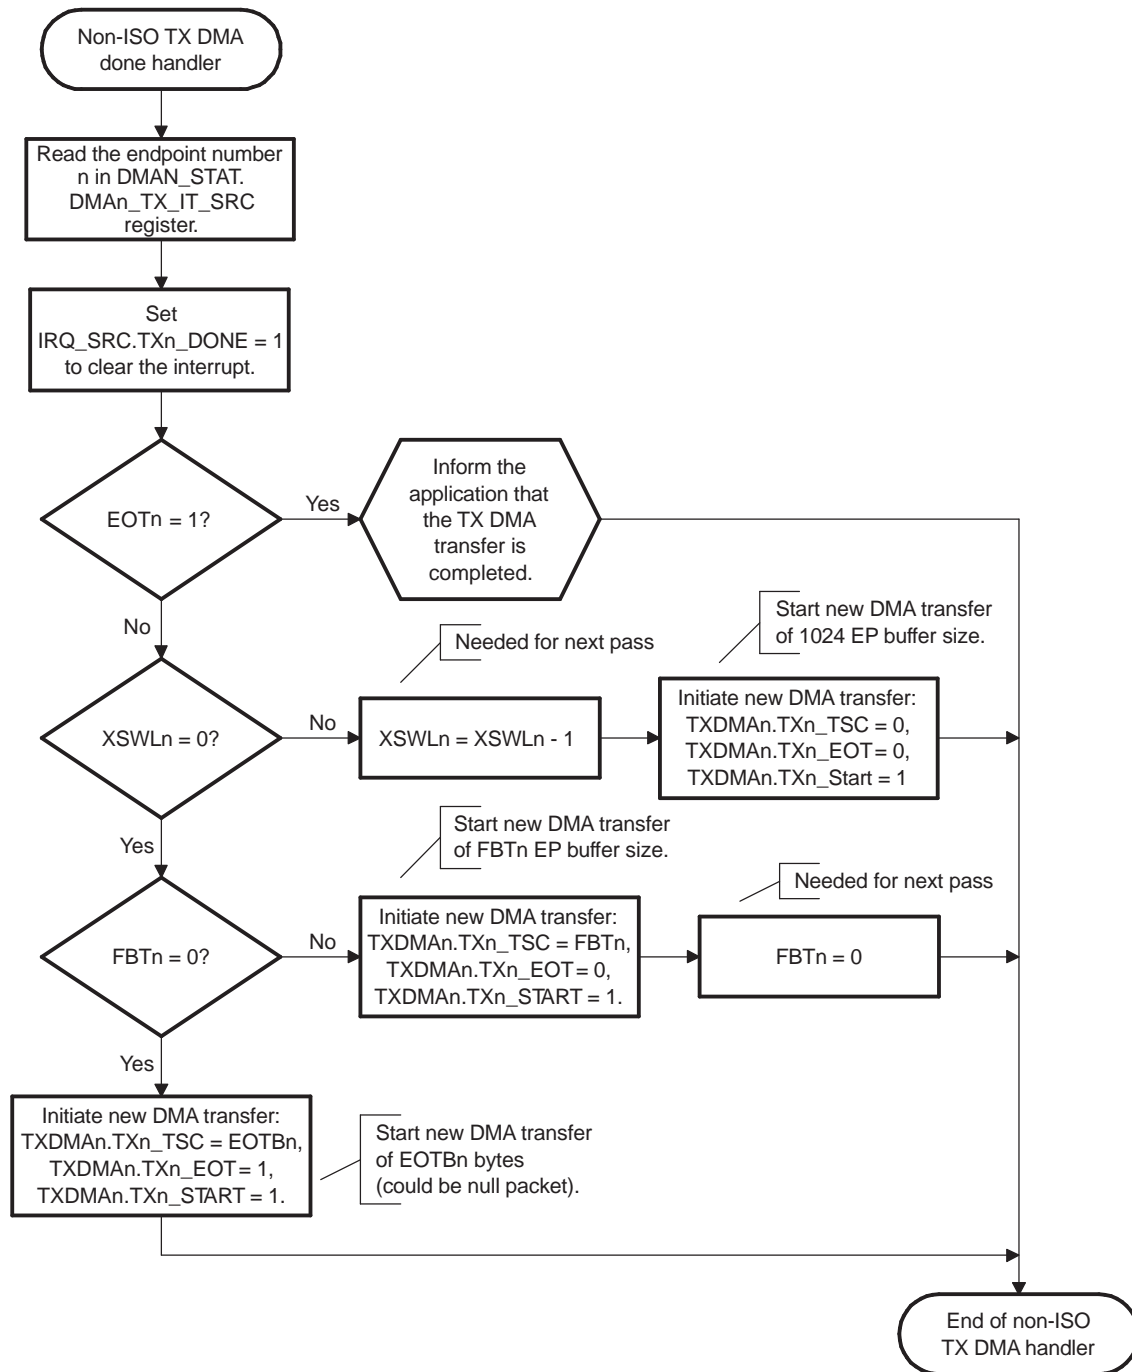 Non-ISO TX DMA
done handler
Read the endpoint number
n in DMAN_STAT.
DMAn_TX_IT_SRC
register.
Set
IRQ_SRC.TXn_DONE = 1
to clear the interrupt.
EOTn = 1?
Yes
Inform the
application that
the TX DMA
transfer is
completed.
No
Needed for next pass
Start new DMA transfer
of 1024 EP buffer size.
XSWLn = 0?
No
XSWLn = XSWLn - 1
Initiate new DMA transfer:
TXDMAn.TXn_TSC = 0,
TXDMAn.TXn_EOT = 0,
TXDMAn.TXn_Start = 1
Yes
Start new DMA transfer
of FBTn EP buffer size.
Needed for next pass
FBTn = 0?
No
Initiate new DMA transfer:
TXDMAn.TXn_TSC = FBTn,
TXDMAn.TXn_EOT = 0,
TXDMAn.TXn_START = 1.
FBTn = 0
Yes
Initiate new DMA transfer:
TXDMAn.TXn_TSC = EOTBn,
TXDMAn.TXn_EOT = 1,
TXDMAn.TXn_START = 1.
Start new DMA transfer
of EOTBn bytes
(could be null packet).
End of non-ISO
TX DMA handler